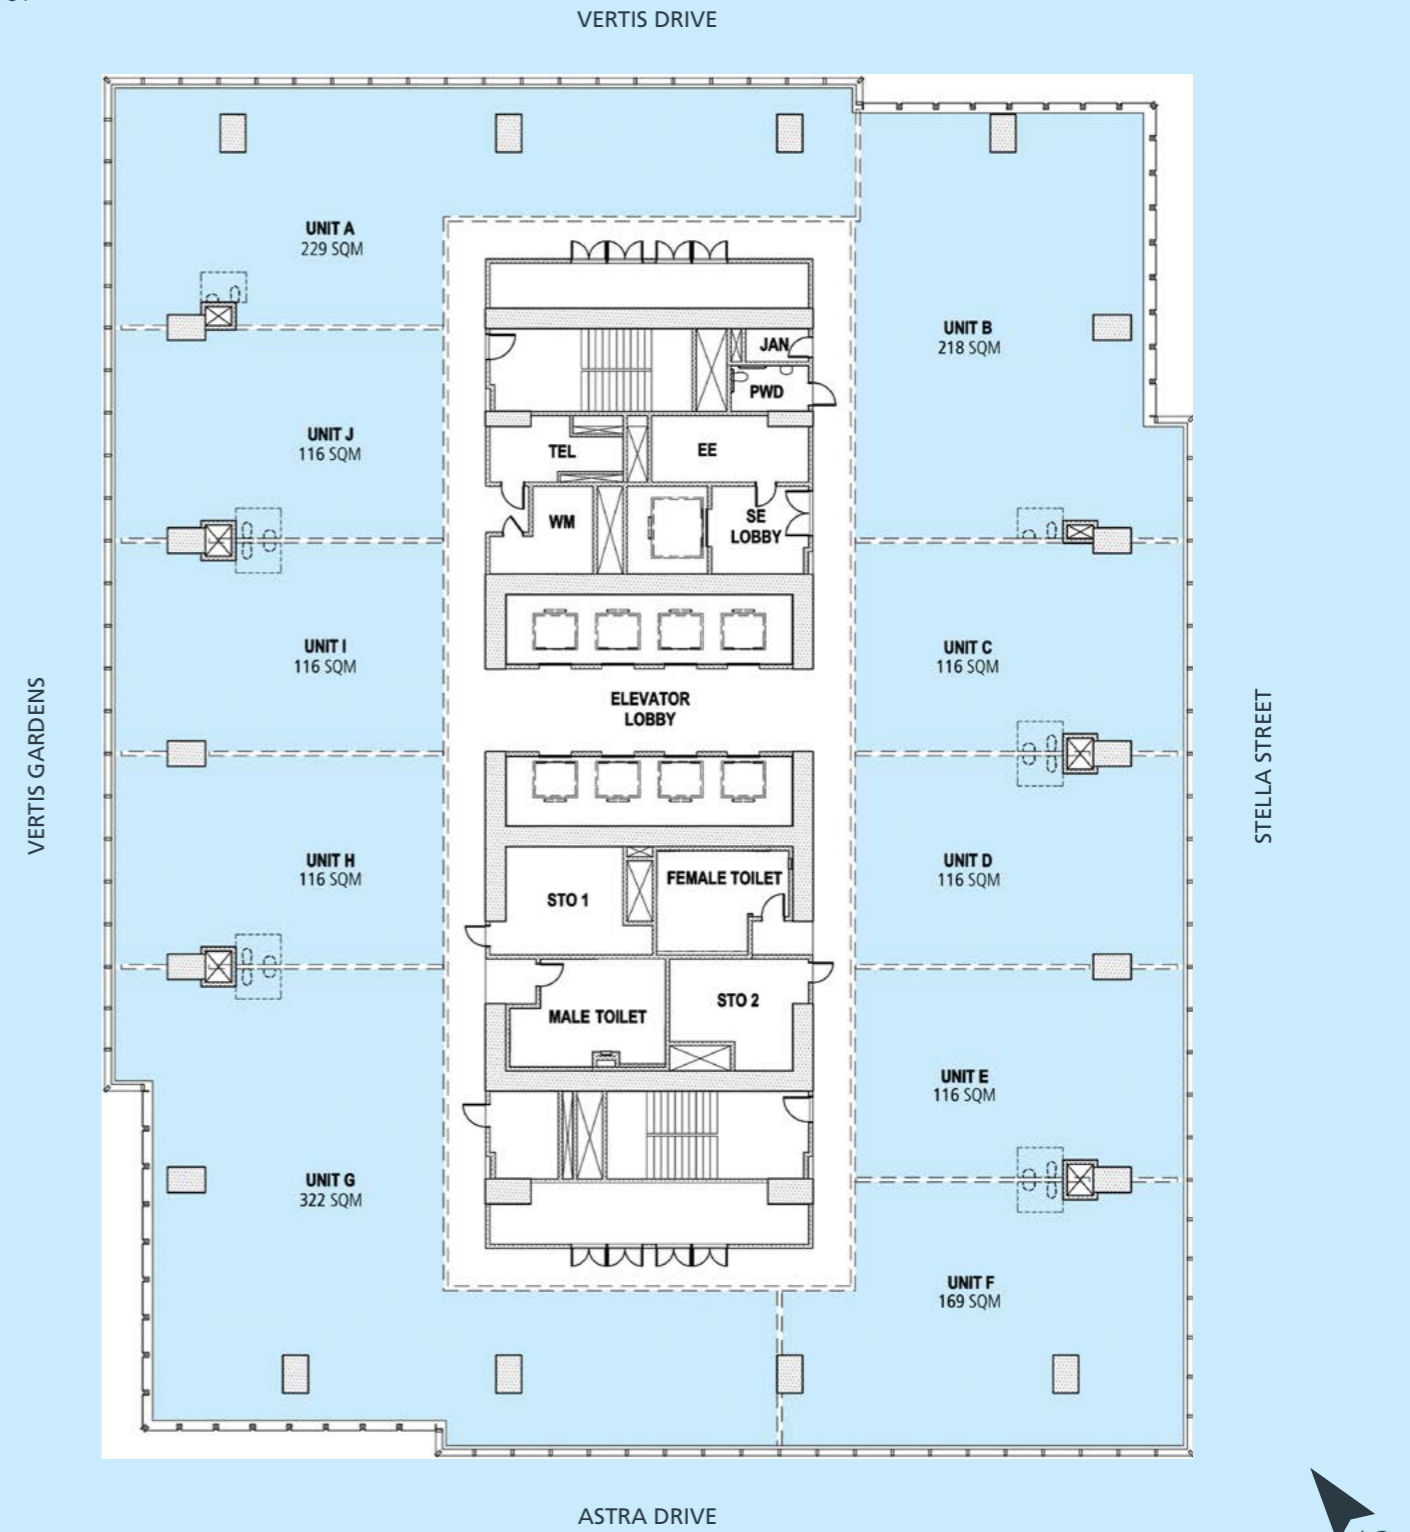 VERTIS DRIVE
UNIT A
229 SQM
UNIT B
218 SQM
JAN
PWD
UNIT J
116 SQM
TEL
EE
WM
SE
LOBBY
UNIT I
116 SQM
UNIT C
116 SQM
ELEVATOR
LOBBY
VERTIS GARDENS
STELLA STREET
UNIT H
116 SQM
UNIT D
116 SQM
STO 1
FEMALE TOILET
MALE TOILET
STO 2
UNIT E
116 SQM
UNIT G
322 SQM
UNIT F
169 SQM
ASTRA DRIVE